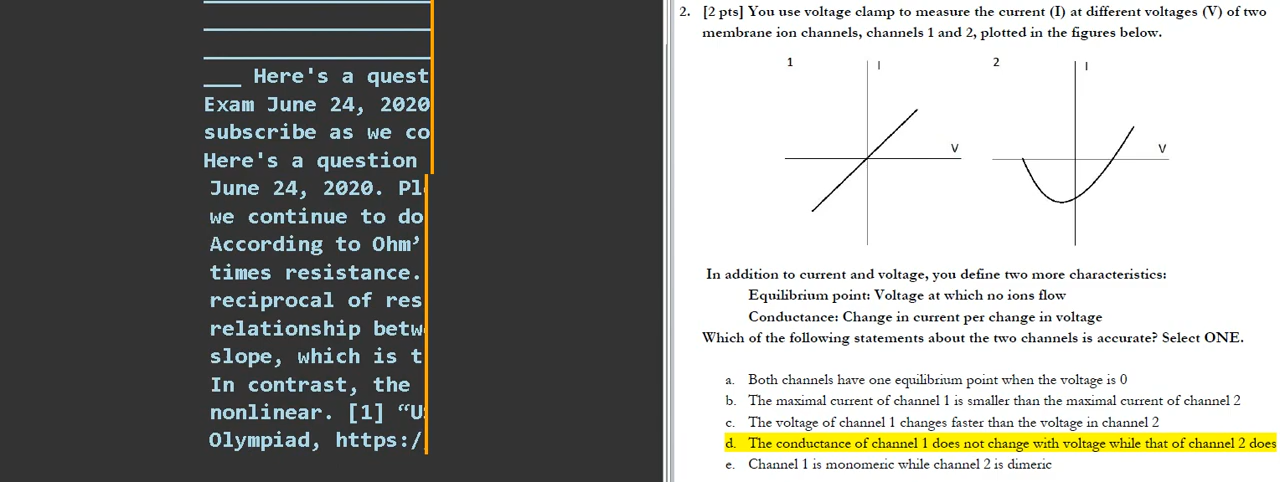 ___ Here's a quest
Exam June 24, 2020
subscribe as we co
Here's a question
June 24, 2020. Pl
we continue to do
According to Ohm’
times resistance.
reciprocal of res
relationship betw
slope, which is t
In contrast, the
nonlinear. [1] “U
Olympiad, https:/
2. [2 pts] You use voltage clamp to measure the current (I) at different voltages (V) of two
membrane ion channels, channels 1 and 2, plotted in the figures below.
1 I V
2 I V
In addition to current and voltage, you define two more characteristics:
Equilibrium point: Voltage at which no ions flow
Conductance: Change in current per change in voltage
Which of the following statements about the two channels is accurate? Select ONE.
a. Both channels have one equilibrium point when the voltage is 0
b. The maximal current of channel 1 is smaller than the maximal current of channel 2
c. The voltage of channel 1 changes faster than the voltage in channel 2
d. The conductance of channel 1 does not change with voltage while that of channel 2 does
e. Channel 1 is monomeric while channel 2 is dimeric